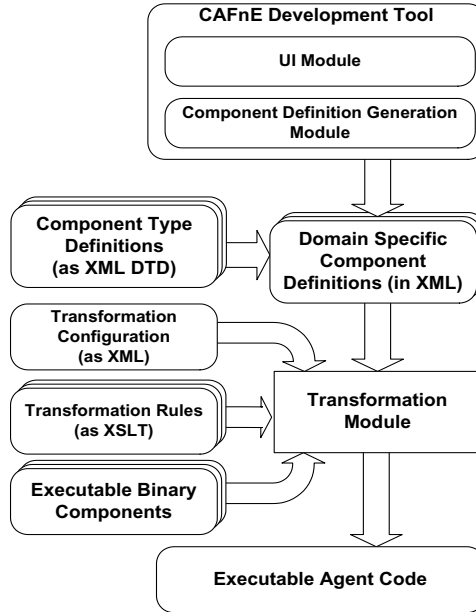 CAFnE Development Tool
UI Module
Component Definition Generation
Module
Component Type
Definitions
(as XML DTD)
Domain Specific
Component
Definitions (in XML)
Transformation
Configuration
(as XML)
Transformation Rules
(as XSLT)
Transformation
Module
Executable Binary
Components
Executable Agent Code